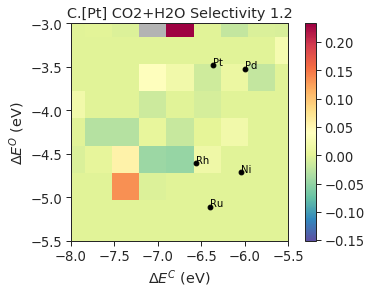 C.[Pt] CO2+H2O Selectivity 1.2
−3.0
−3.5
−4.0
−4.5
−5.0
−5.5
ΔE^O (eV)
Pt
Pd
Rh
Ni
Ru
−8.0 −7.5 −7.0 −6.5 −6.0 −5.5
ΔE^C (eV)
0.20
0.15
0.10
0.05
0.00
−0.05
−0.10
−0.15